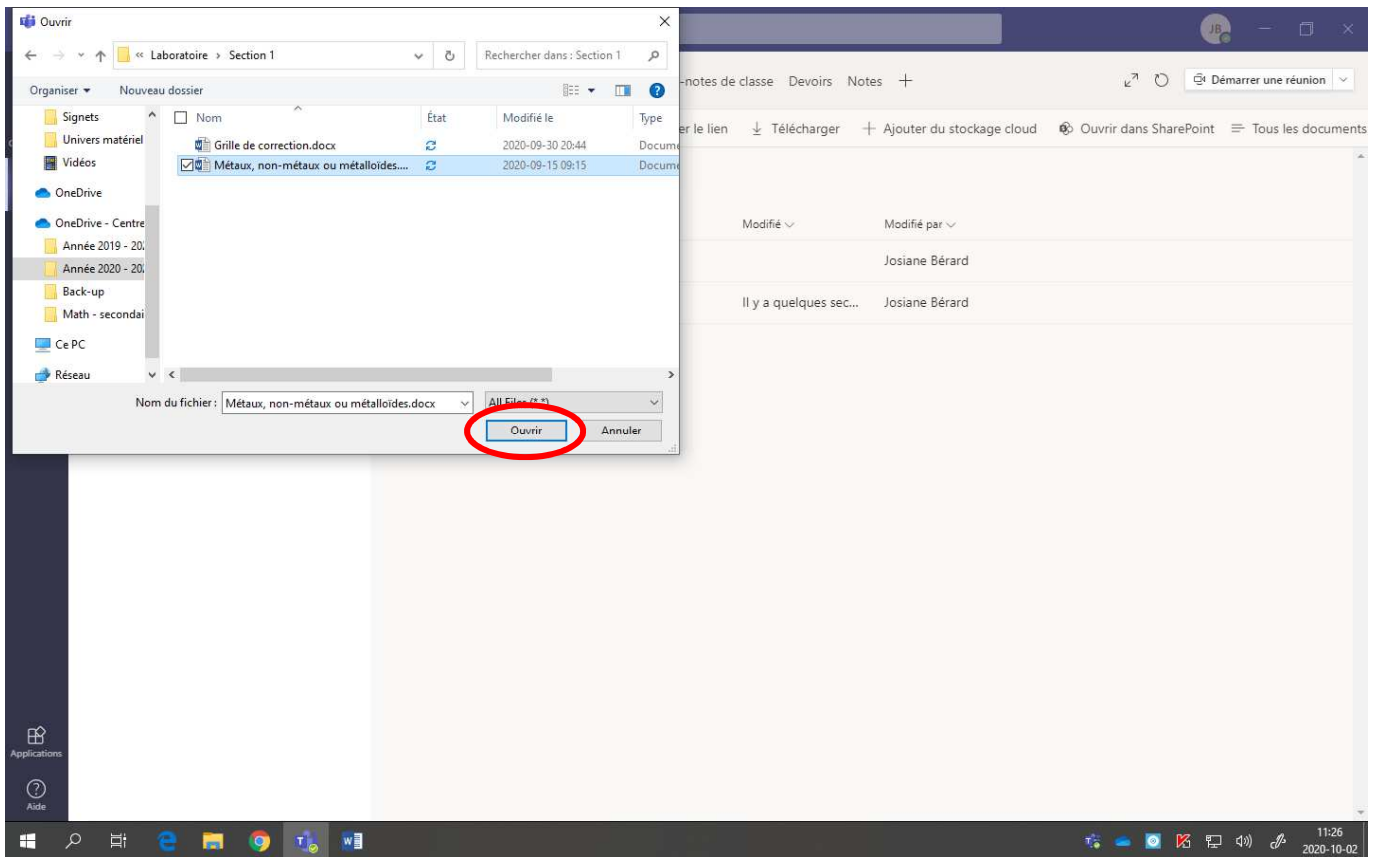 Ouvrir
« Laboratoire > Section 1
Rechercher dans : Section 1
Organiser
Nouveau dossier
Nom
État
Modifié le
Type
Signets
Univers matériel
Vidéos
OneDrive
OneDrive - Centre
Année 2019 - 20
Année 2020 - 20
Back-up
Math - secondai
Ce PC
Réseau
Grille de correction.docx 2020-09-30 20:44 Docume
Métaux, non-métaux ou métalloïdes.... 2020-09-15 09:15 Docume
Nom du fichier : Métaux, non-métaux ou métalloïdes.docx
All Files (*.*)
Ouvrir
Annuler
JB
-notes de classe Devoirs Notes +
Démarrer une réunion
er le lien Télécharger + Ajouter du stockage cloud Ouvrir dans SharePoint Tous les documents
Modifié Modifié par
Josiane Bérard
Il y a quelques sec... Josiane Bérard
Applications
Aide
11:26
2020-10-02